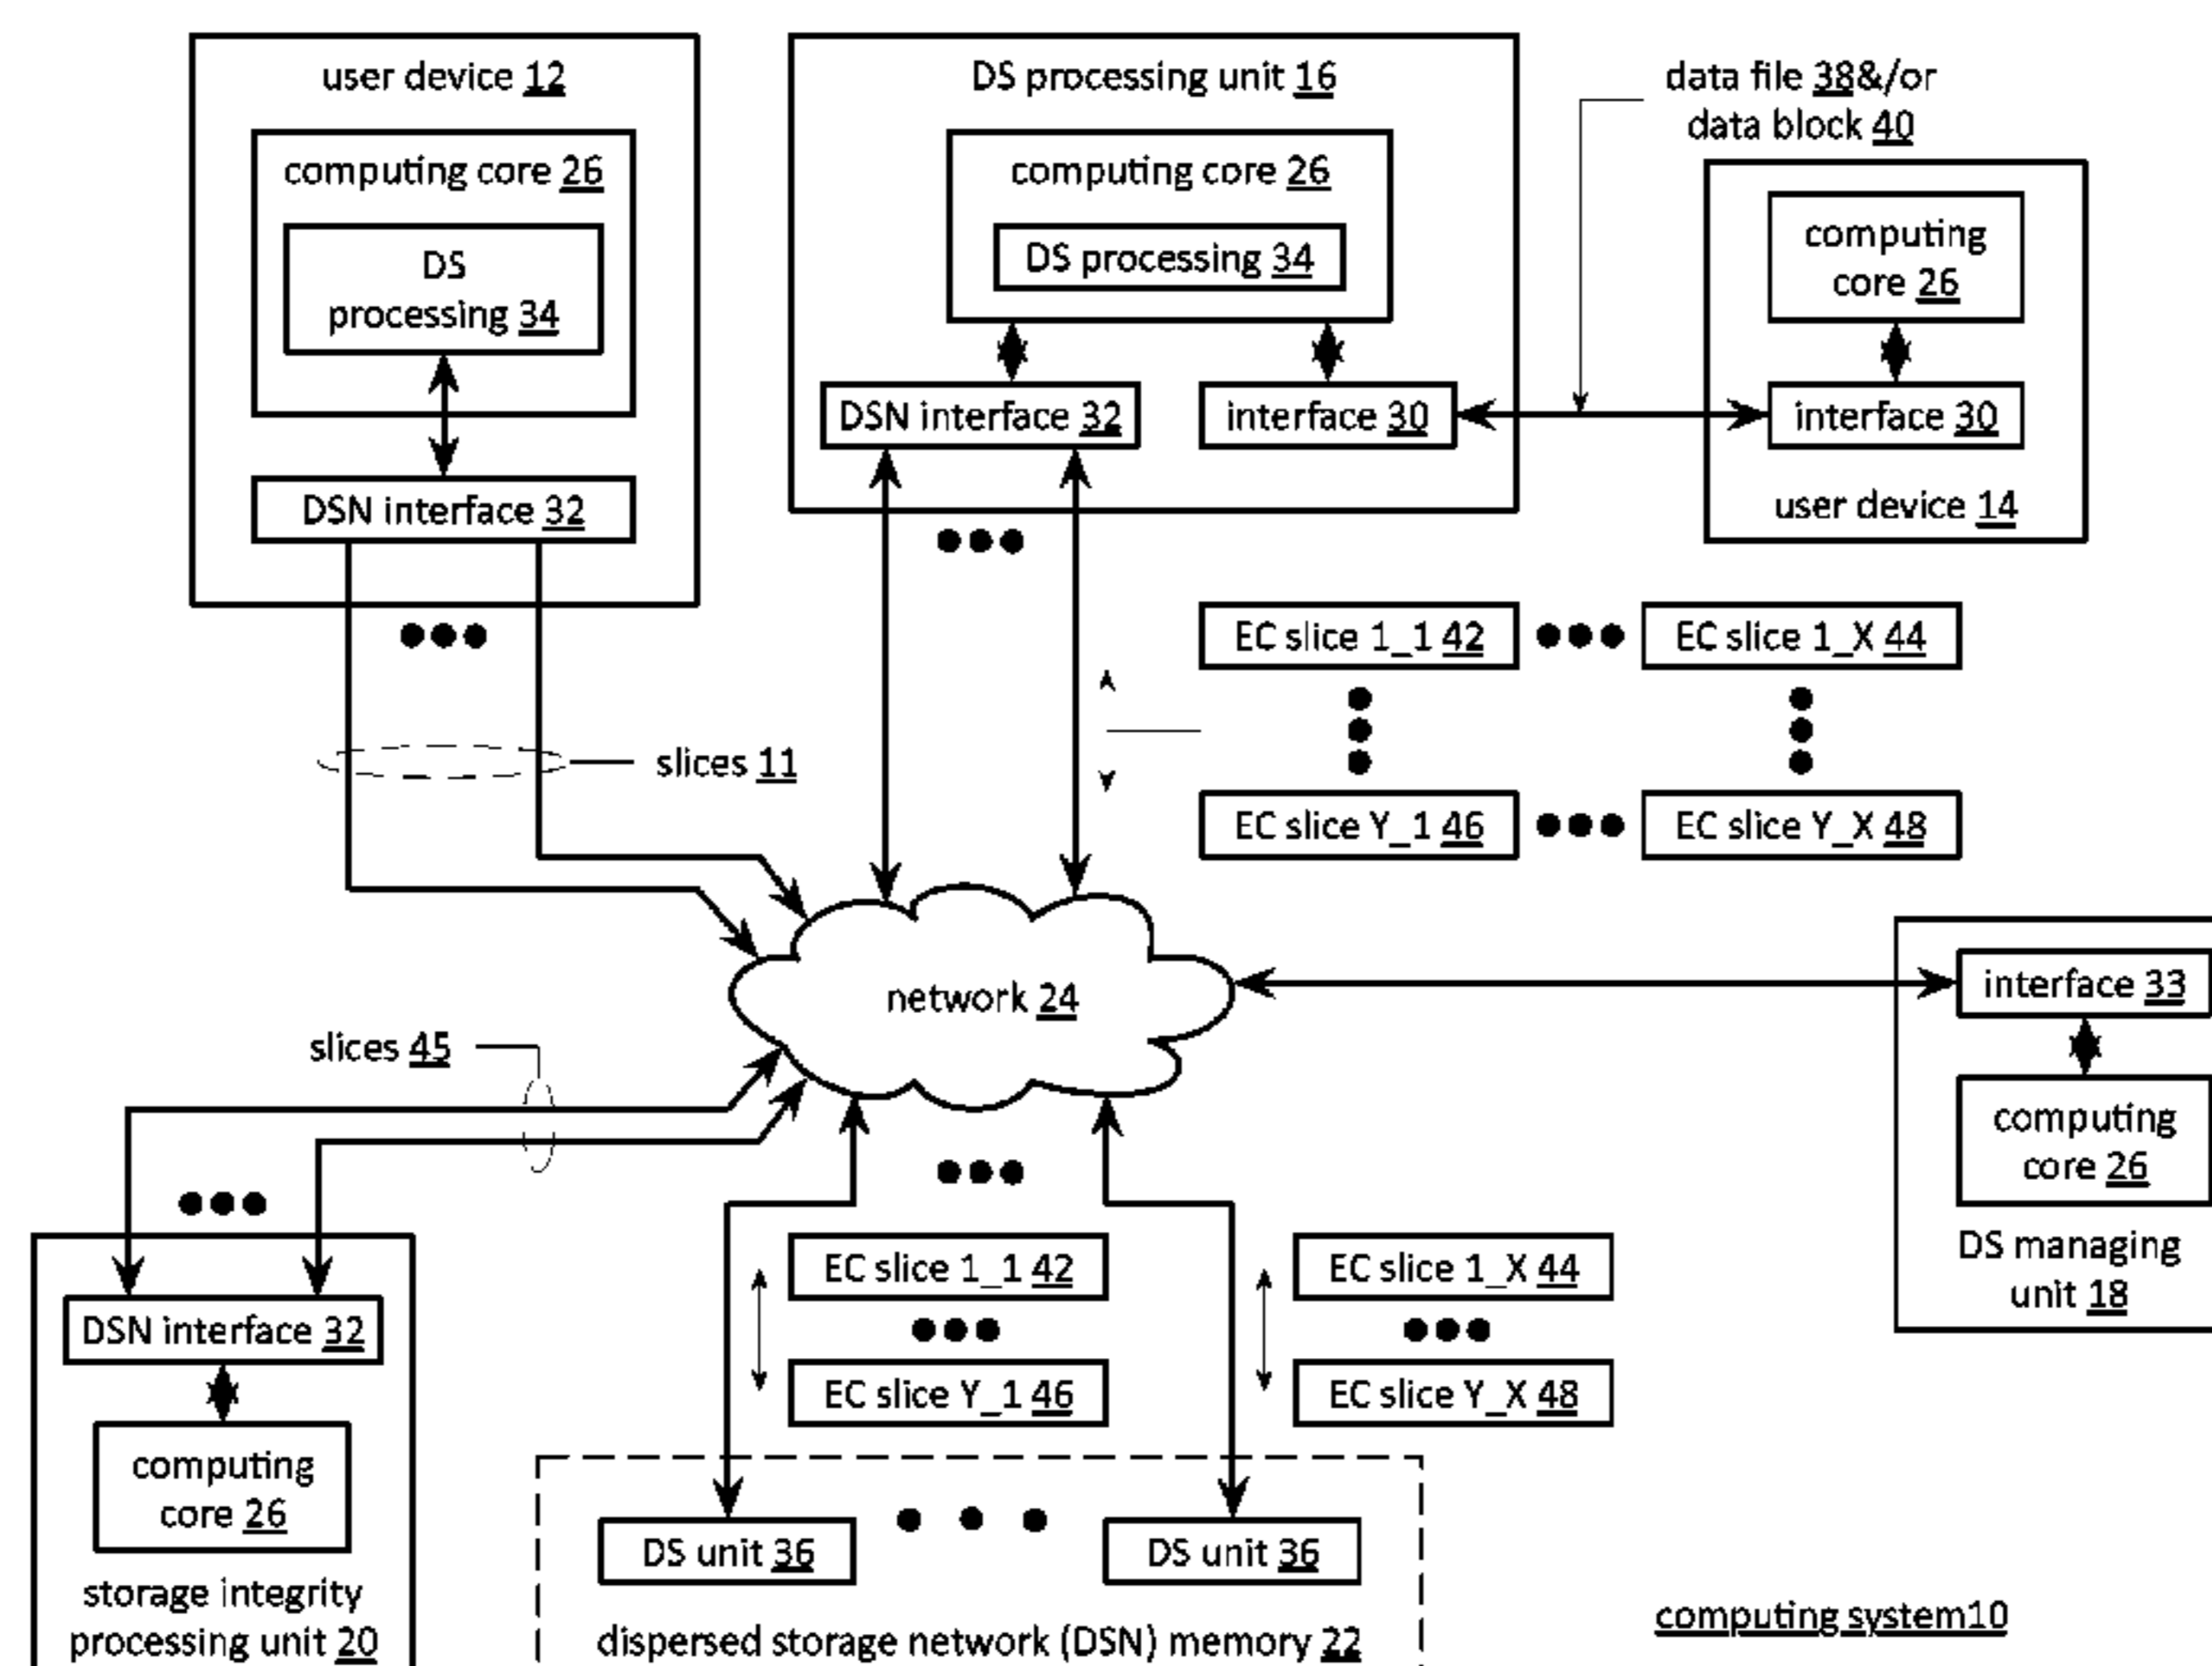 user device 12
computing core 26
DS
processing 34
DSN interface 32
slices 11
DS processing unit 16
computing core 26
DS processing 34
DSN interface 32
interface 30
data file 38&/or
data block 40
computing
core 26
interface 30
user device 14
EC slice 1_1 42
EC slice 1_X 44
EC slice Y_1 46
EC slice Y_X 48
network 24
interface 33
computing
core 26
DS managing
unit 18
slices 45
DSN interface 32
computing
core 26
storage integrity
processing unit 20
EC slice 1_1 42
EC slice Y_1 46
EC slice 1_X 44
EC slice Y_X 48
DS unit 36
DS unit 36
dispersed storage network (DSN) memory 22
computing system10